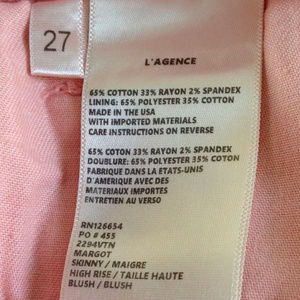 27
L'AGENCE
65% COTTON 33% RAYON 2% SPANDEX
LINING: 65% POLYESTER 35% COTTON
MADE IN THE USA
WITH IMPORTED MATERIALS
CARE INSTRUCTIONS ON REVERSE
65% COTTON 33% RAYON 2% SPANDEX
DOUBLURE: 65% POLYESTER 35% COTON
FABRIQUE DANS LA ETATS-UNIS
D'AMERIQUE AVEC DES
MATERIAUX IMPORTES
ENTRETIEN AU VERSO
RN126654
PO # 455
2294VTN
MARGOT
SKINNY / MAIGRE
HIGH RISE / TAILLE HAUTE
BLUSH / BLUSH